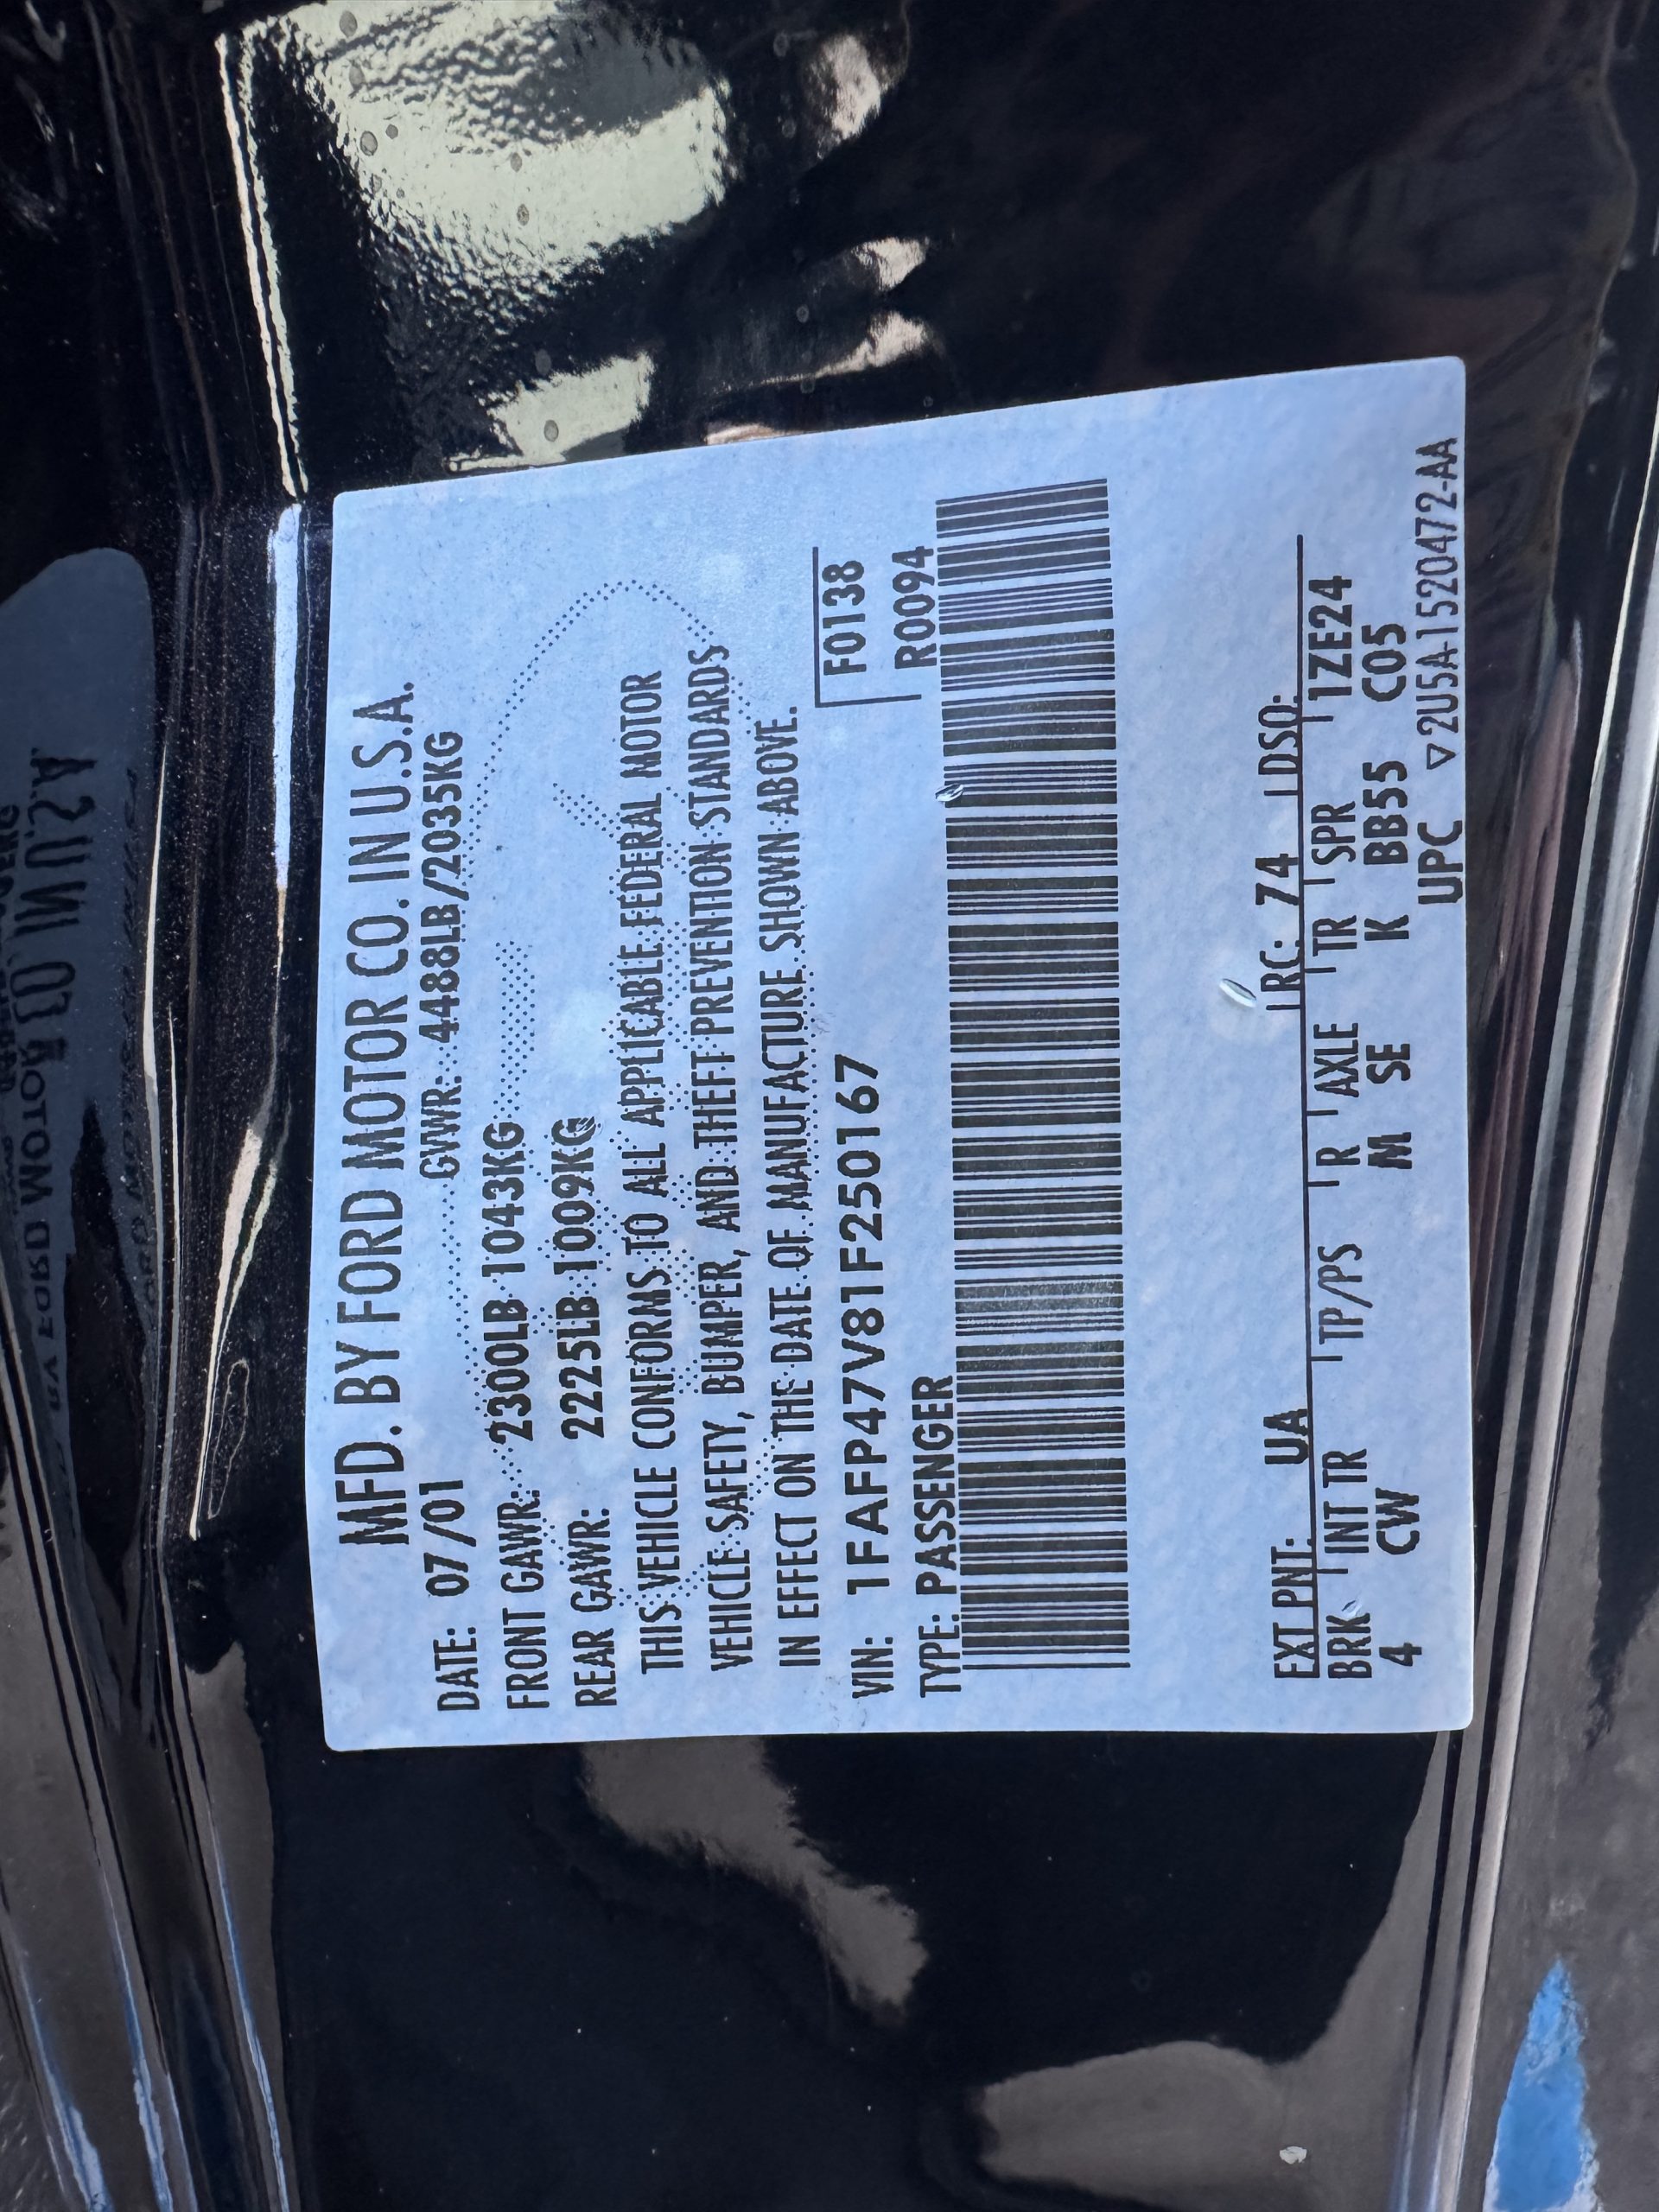 MFD. BY FORD MOTOR CO. IN U.S.A.
DATE: 07/01 GVWR: 4488LB/2035KG
FRONT GAWR: 2300LB 1043KG
REAR GAWR: 2225LB 1009KG
THIS VEHICLE CONFORMS TO ALL APPLICABLE FEDERAL MOTOR
VEHICLE SAFETY, BUMPER, AND THEFT PREVENTION STANDARDS
IN EFFECT ON THE DATE OF MANUFACTURE SHOWN ABOVE.
VIN: 1FAFP47V81F250167 F0138
TYPE: PASSENGER R0094
EXT PNT: UA RC: 74 DSO:
BRK INT TR TP/PS R AXLE TR SPR 1ZE24
4 CW M SE K BB55 C05
UPC ▽2U5A-1520472-AA